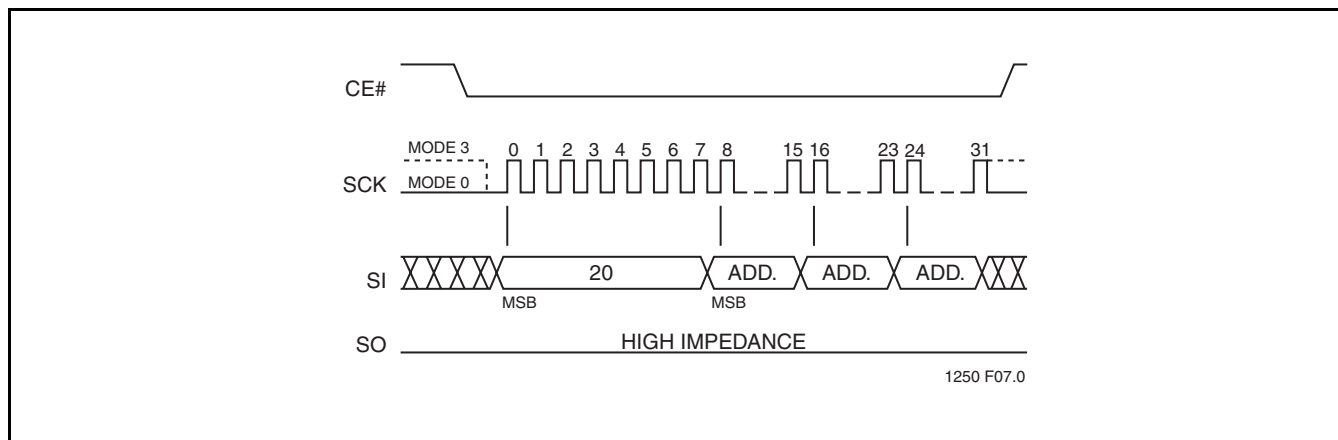 CE#
MODE 3 0 1 2 3 4 5 6 7 8 15 16 23 24 31
SCK MODE 0
SI 20 ADD. ADD. ADD.
MSB MSB
SO HIGH IMPEDANCE
1250 F07.0